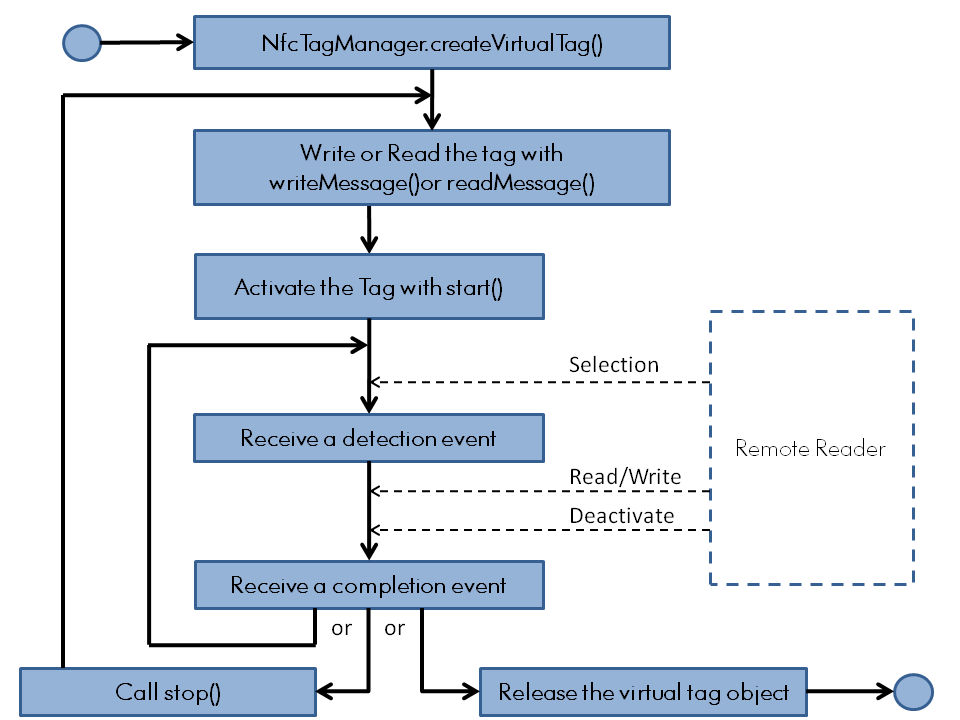 NfcTagManager.createVirtualTag()
Write or Read the tag with
writeMessage()or readMessage()
Activate the Tag with start()
Selection
Receive a detection event
Remote Reader
Read/Write
Deactivate
Receive a completion event
or or
Call stop()
Release the virtual tag object